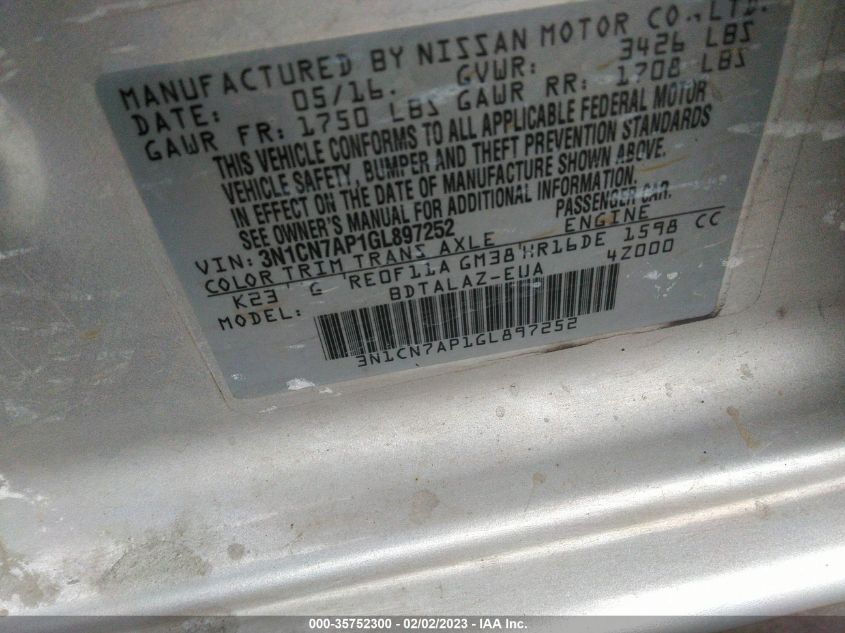 MANUFACTURED BY NISSAN MOTOR CO., LTD.
DATE: 05/16. GVWR: 3426 LBS
GAWR FR: 1750 LBS GAWR RR: 1708 LBS
THIS VEHICLE CONFORMS TO ALL APPLICABLE FEDERAL MOTOR
VEHICLE SAFETY, BUMPER AND THEFT PREVENTION STANDARDS
IN EFFECT ON THE DATE OF MANUFACTURE SHOWN ABOVE.
SEE OWNER'S MANUAL FOR ADDITIONAL INFORMATION.
VIN: 3N1CN7AP1GL897252 PASSENGER CAR.
COLOR TRIM TRANS AXLE ENGINE
K23 G RE0F11A GM38 HR16DE 1598 CC
MODEL: BDTALAZ-EUA 4Z000
3N1CN7AP1GL897252
000-35752300 - 02/02/2023 - IAA Inc.